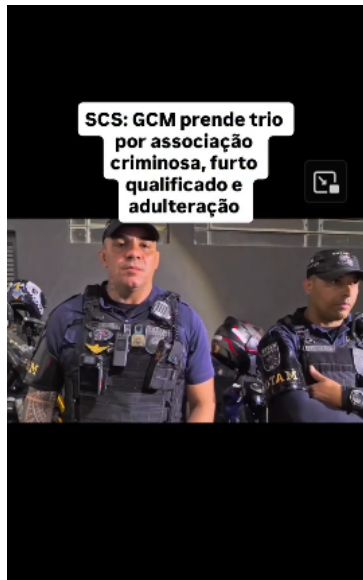 SCS: GCM prende trio
por associação
criminosa, furto
qualificado e
adulteração